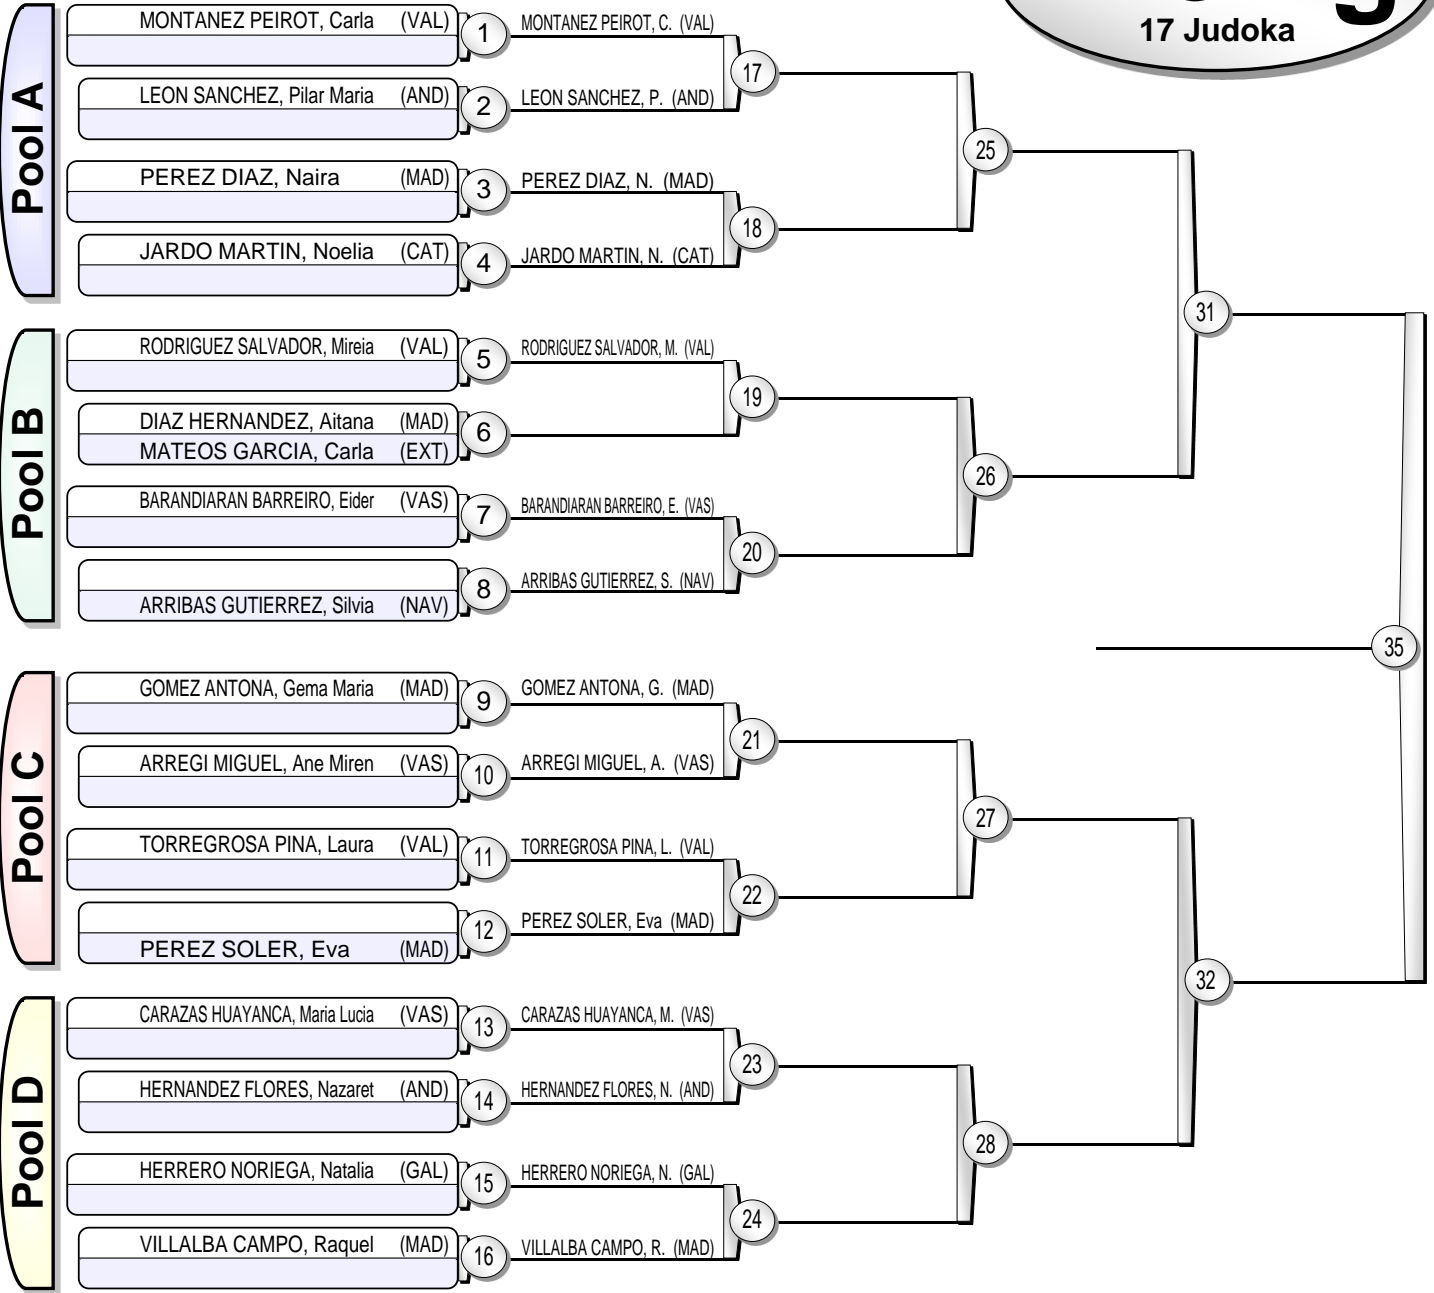 17 Judoka
Pool A
MONTANEZ PEIROT, Carla (VAL)
1
MONTANEZ PEIROT, C. (VAL)
17
LEON SANCHEZ, Pilar Maria (AND)
2
LEON SANCHEZ, P. (AND)
25
PEREZ DIAZ, Naira (MAD)
3
PEREZ DIAZ, N. (MAD)
18
JARDO MARTIN, Noelia (CAT)
4
JARDO MARTIN, N. (CAT)
31
Pool B
RODRIGUEZ SALVADOR, Mireia (VAL)
5
RODRIGUEZ SALVADOR, M. (VAL)
19
DIAZ HERNANDEZ, Aitana (MAD)
6
MATEOS GARCIA, Carla (EXT)
26
BARANDIARAN BARREIRO, Eider (VAS)
7
BARANDIARAN BARREIRO, E. (VAS)
20
8
ARRIBAS GUTIERREZ, S. (NAV)
ARRIBAS GUTIERREZ, Silvia (NAV)
35
Pool C
GOMEZ ANTONA, Gema Maria (MAD)
9
GOMEZ ANTONA, G. (MAD)
21
ARREGI MIGUEL, Ane Miren (VAS)
10
ARREGI MIGUEL, A. (VAS)
27
TORREGROSA PINA, Laura (VAL)
11
TORREGROSA PINA, L. (VAL)
22
12
PEREZ SOLER, Eva (MAD)
PEREZ SOLER, Eva (MAD)
32
Pool D
CARAZAS HUAYANCA, Maria Lucia (VAS)
13
CARAZAS HUAYANCA, M. (VAS)
23
HERNANDEZ FLORES, Nazaret (AND)
14
HERNANDEZ FLORES, N. (AND)
28
HERRERO NORIEGA, Natalia (GAL)
15
HERRERO NORIEGA, N. (GAL)
24
VILLALBA CAMPO, Raquel (MAD)
16
VILLALBA CAMPO, R. (MAD)